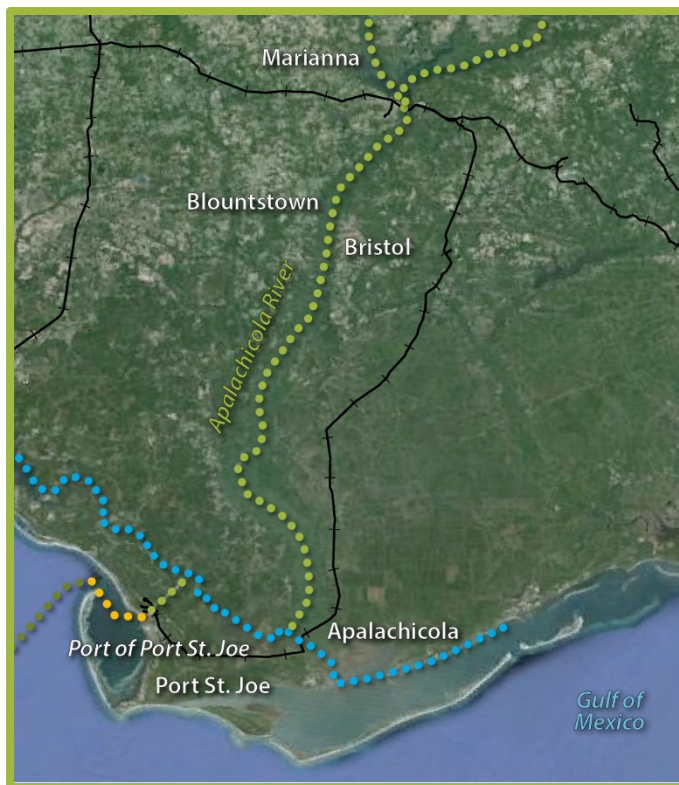 Marianna
Blountstown
Bristol
Apalachicola River
Apalachicola
Port of Port St. Joe
Port St. Joe
Gulf of
Mexico